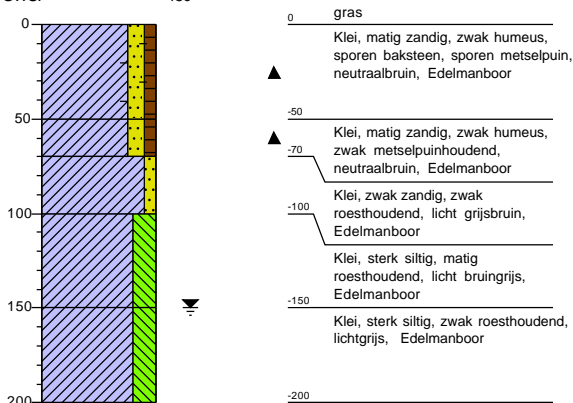 0
50
100
150
200
0
gras
Klei, matig zandig, zwak humeus,
sporen baksteen, sporen metselpuin,
neutraalbruin, Edelmanboor
-50
Klei, matig zandig, zwak humeus,
zwak metselpuinhoudend,
neutraalbruin, Edelmanboor
-70
Klei, zwak zandig, zwak
roesthoudend, licht grijsbruin,
Edelmanboor
-100
Klei, sterk siltig, matig
roesthoudend, licht bruingrijs,
Edelmanboor
-150
Klei, sterk siltig, zwak roesthoudend,
lichtgrijs, Edelmanboor
-200